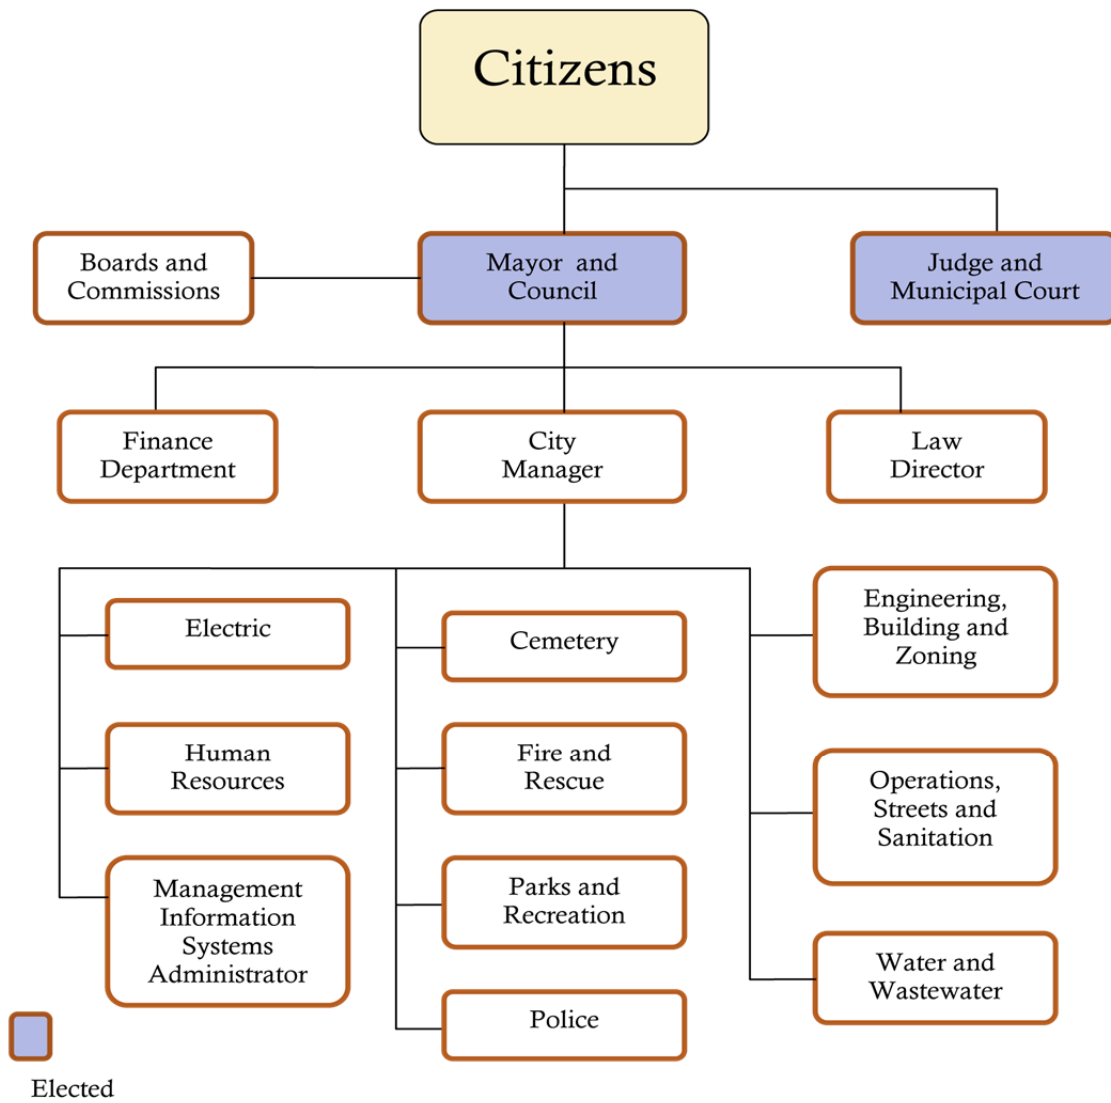 Citizens
Boards and
Commissions
Mayor and
Council
Judge and
Municipal Court
Finance
Department
City
Manager
Law
Director
Electric
Human
Resources
Management
Information
Systems
Administrator
Cemetery
Fire and
Rescue
Parks and
Recreation
Police
Engineering,
Building and
Zoning
Operations,
Streets and
Sanitation
Water and
Wastewater
Elected